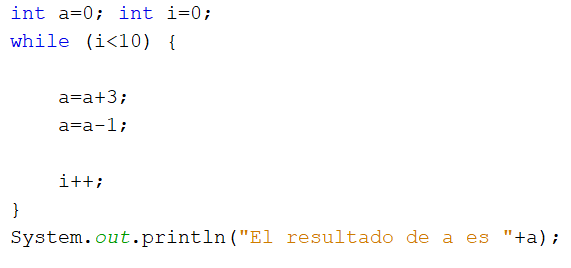 int a=0; int i=0;
while (i<10) {
a=a+3;
a=a-1;
i++;
}
System.out.println("El resultado de a es "+a);